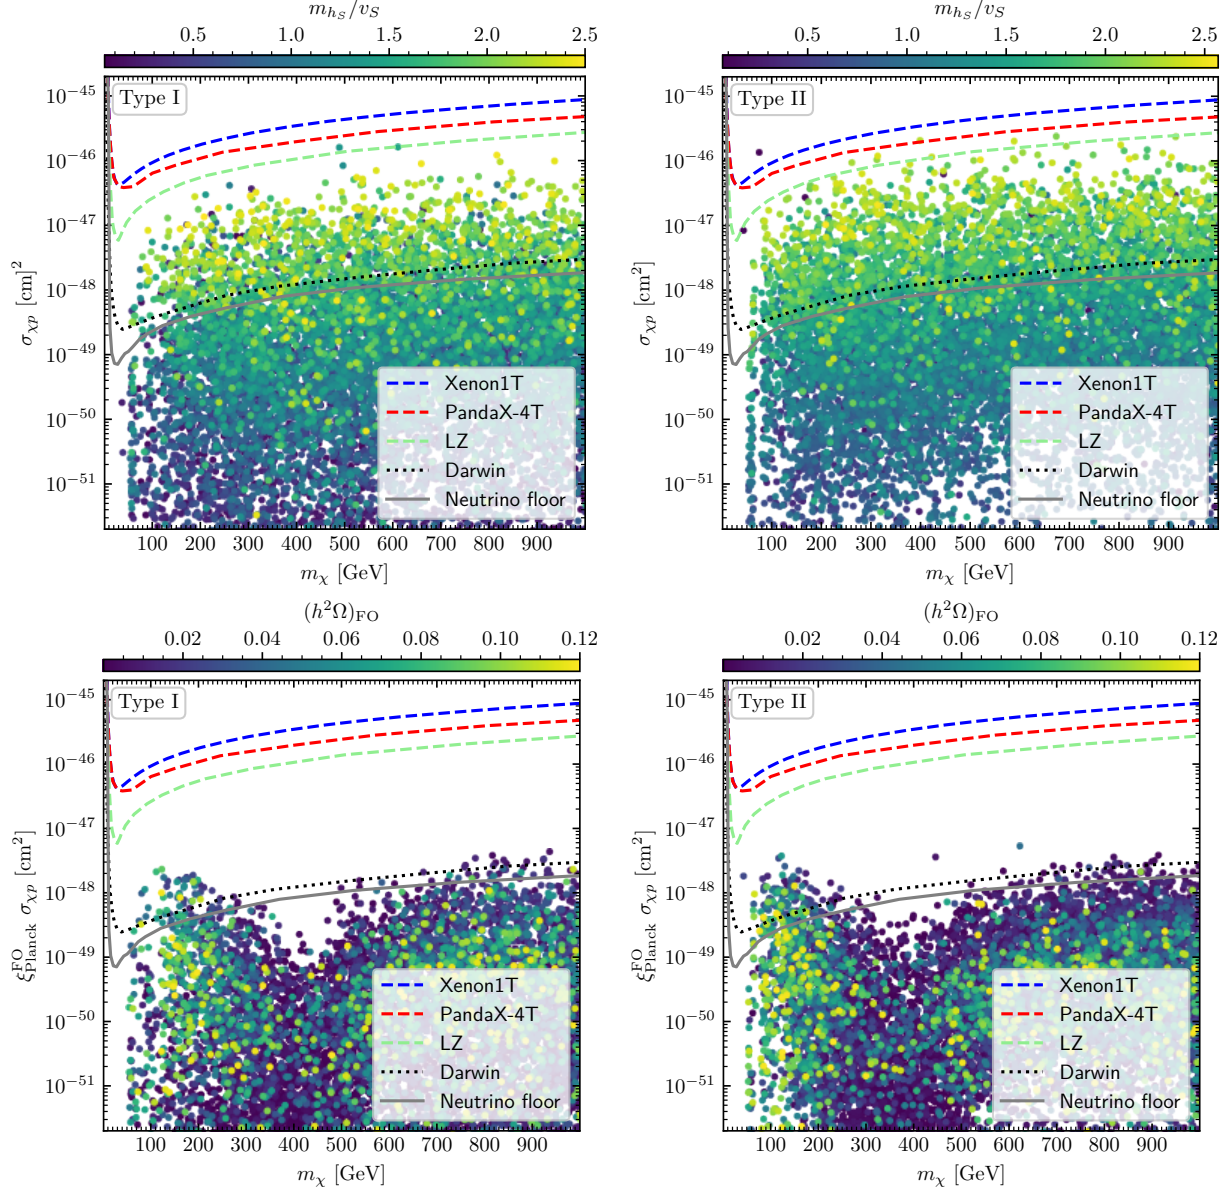 m_{h_S}/v_S
0.5 1.0 1.5 2.0 2.5
Type I
10^{-45}
10^{-46}
10^{-47}
10^{-48}
10^{-49}
10^{-50}
10^{-51}
σ_{χp} [cm]^2
Xenon1T
PandaX-4T
LZ
Darwin
Neutrino floor
100 200 300 400 500 600 700 800 900
m_χ [GeV]
m_{h_S}/v_S
0.5 1.0 1.5 2.0 2.5
Type II
10^{-45}
10^{-46}
10^{-47}
10^{-48}
10^{-49}
10^{-50}
10^{-51}
σ_{χp} [cm^2]
Xenon1T
PandaX-4T
LZ
Darwin
Neutrino floor
100 200 300 400 500 600 700 800 900
m_χ [GeV]
(h^2Ω)_{FO}
0.02 0.04 0.06 0.08 0.10 0.12
Type I
10^{-45}
10^{-46}
10^{-47}
10^{-48}
10^{-49}
10^{-50}
10^{-51}
ξ^{FO}_{Planck} σ_{χp} [cm^2]
Xenon1T
PandaX-4T
LZ
Darwin
Neutrino floor
100 200 300 400 500 600 700 800 900
m_χ [GeV]
(h^2Ω)_{FO}
0.02 0.04 0.06 0.08 0.10 0.12
Type II
10^{-45}
10^{-46}
10^{-47}
10^{-48}
10^{-49}
10^{-50}
10^{-51}
ξ^{FO}_{Planck} σ_{χp} [cm^2]
Xenon1T
PandaX-4T
LZ
Darwin
Neutrino floor
100 200 300 400 500 600 700 800 900
m_χ [GeV]